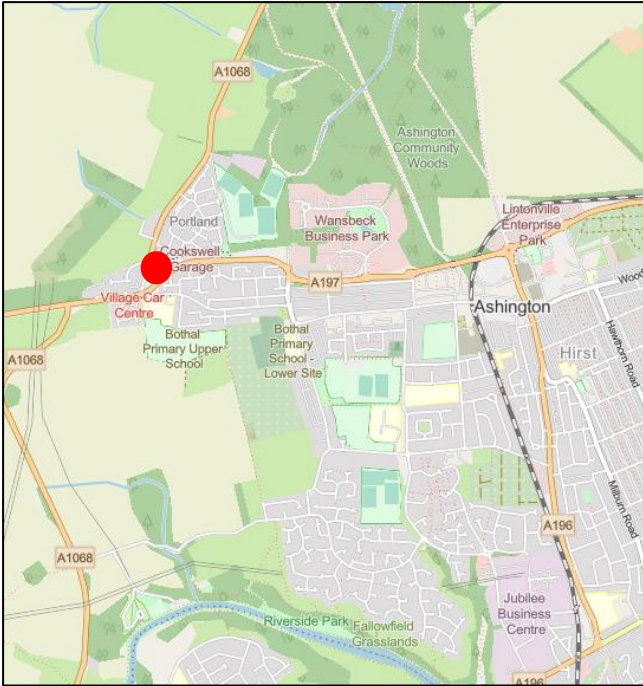 A1068
Ashington
Community
Woods
Portland
Wansbeck
Business Park
Lintonville
Enterprise
Park
Cookswell
Garage
A197
Village Car
Centre
Ashington
Bothal
Primary Upper
School
Bothal
Primary
School -
Lower Site
Hirst
Hawthorn Road
A1068
Milburn Road
A196
A1068
Jubilee
Business
Centre
Riverside Park
Fallowfield
Grasslands
A196